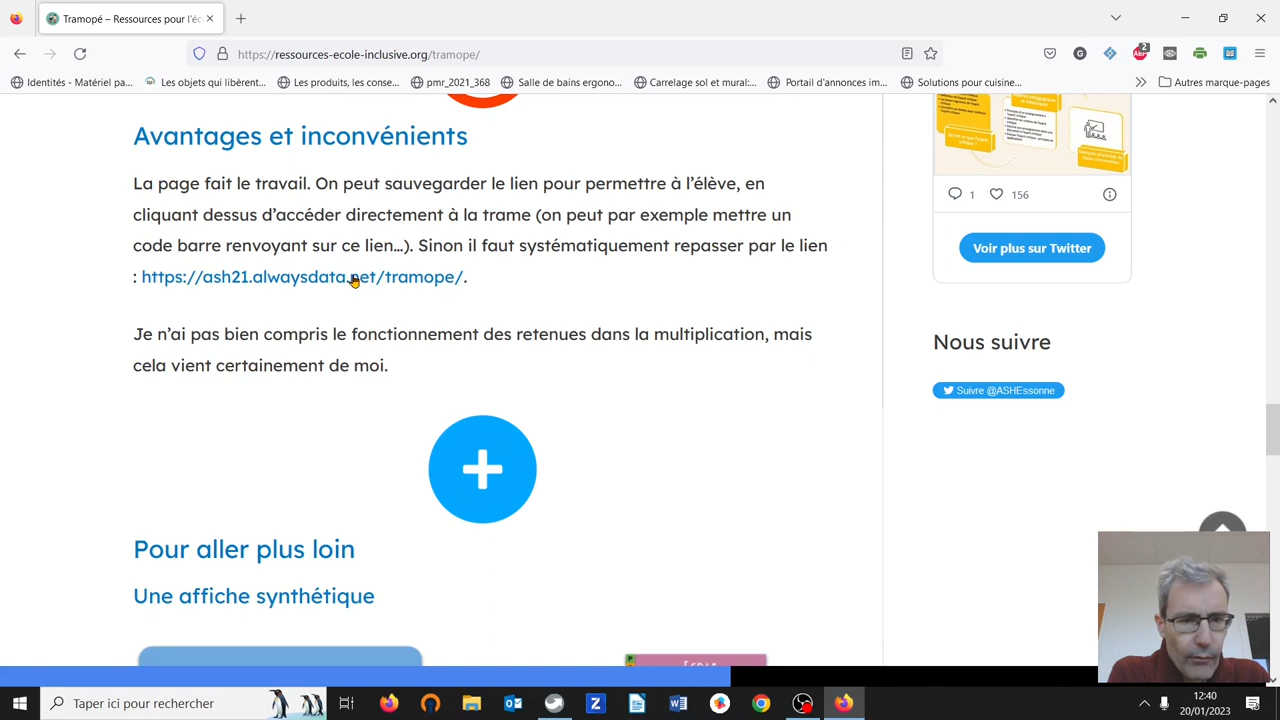 Tramopé – Ressources pour l'éc
https://ressources-ecole-inclusive.org/tramope/
2
Identités - Matériel pa...
Les objets qui libèrent...
Les produits, les conse...
pmr_2021_368
Salle de bains ergono...
Carrelage sol et mural:...
Portail d'annonces im...
Solutions pour cuisine...
Autres marque-pages
Avantages et inconvénients
La page fait le travail. On peut sauvegarder le lien pour permettre à l'élève, en
cliquant dessus d'accéder directement à la trame (on peut par exemple mettre un
code barre renvoyant sur ce lien…). Sinon il faut systématiquement repasser par le lien
: https://ash21.alwaysdata.net/tramope/.
Je n'ai pas bien compris le fonctionnement des retenues dans la multiplication, mais
cela vient certainement de moi.
Pour aller plus loin
Une affiche synthétique
ÉCOLE
1
156
Voir plus sur Twitter
Nous suivre
Suivre @ASHEssonne
Taper ici pour rechercher
12:40
20/01/2023